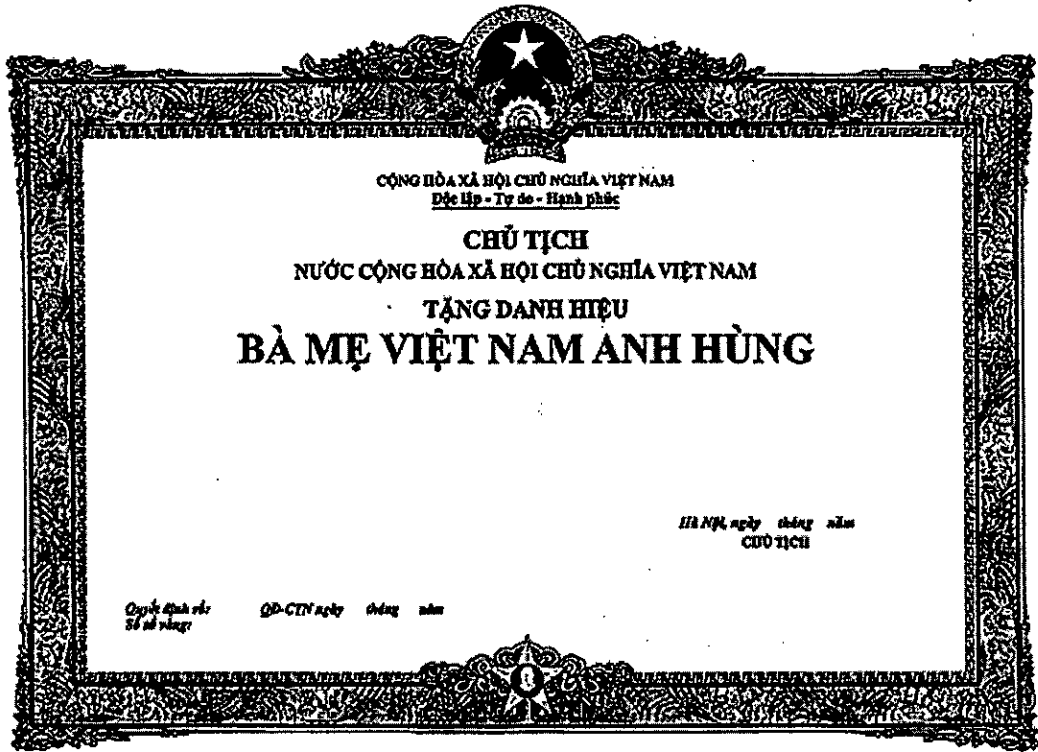 CỘNG HÒA XÃ HỘI CHỦ NGHĨA VIỆT NAM
Độc lập - Tự do - Hạnh phúc
CHỦ TỊCH
NƯỚC CỘNG HÒA XÃ HỘI CHỦ NGHĨA VIỆT NAM
TẶNG DANH HIỆU
BÀ MẸ VIỆT NAM ANH HÙNG
Hà Nội, ngày tháng năm
CHỦ TỊCH
Quyết định số: QĐ-CTN ngày tháng năm
Số sổ vàng: